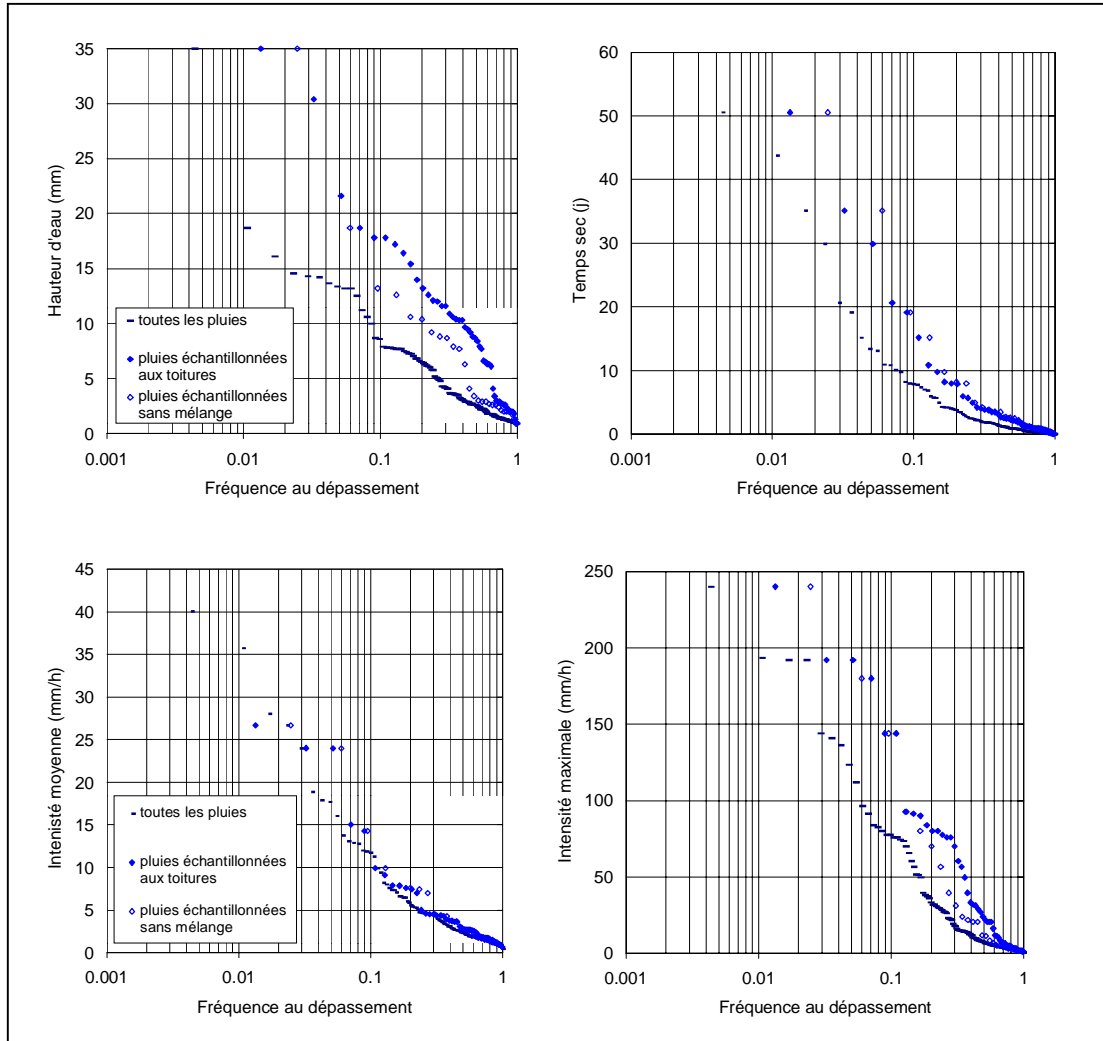 35
30
25
20
15
10
5
0
0.001
0.01
0.1
1
Hauteur d'eau (mm)
Fréquence au dépassement
toutes les pluies
pluies échantillonnées
aux toitures
pluies échantillonnées
sans mélange
60
50
40
30
20
10
0
0.001
0.01
0.1
1
Temps sec (j)
Fréquence au dépassement
45
40
35
30
25
20
15
10
5
0
0.001
0.01
0.1
1
Intenisté moyenne (mm/h)
Fréquence au dépassement
toutes les pluies
pluies échantillonnées
aux toitures
pluies échantillonnées
sans mélange
250
200
150
100
50
0
0.001
0.01
0.1
1
Intensité maximale (mm/h)
Fréquence au dépassement